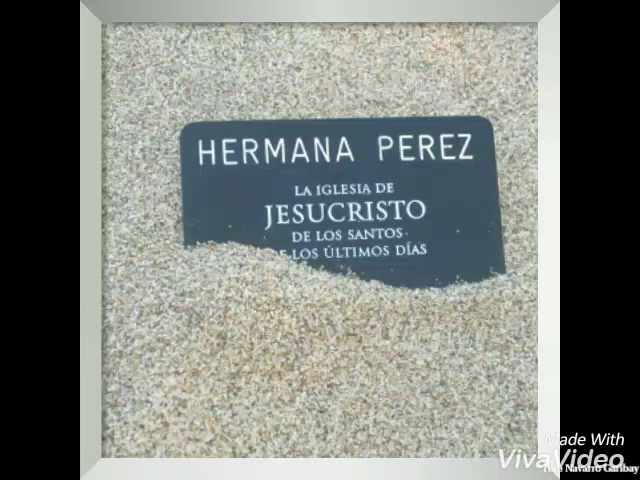 HERMANA PEREZ
LA IGLESIA DE
JESUCRISTO
DE LOS SANTOS
LOS ÚLTIMOS DÍAS
Made With
VivaVideo
Navarro Garibay